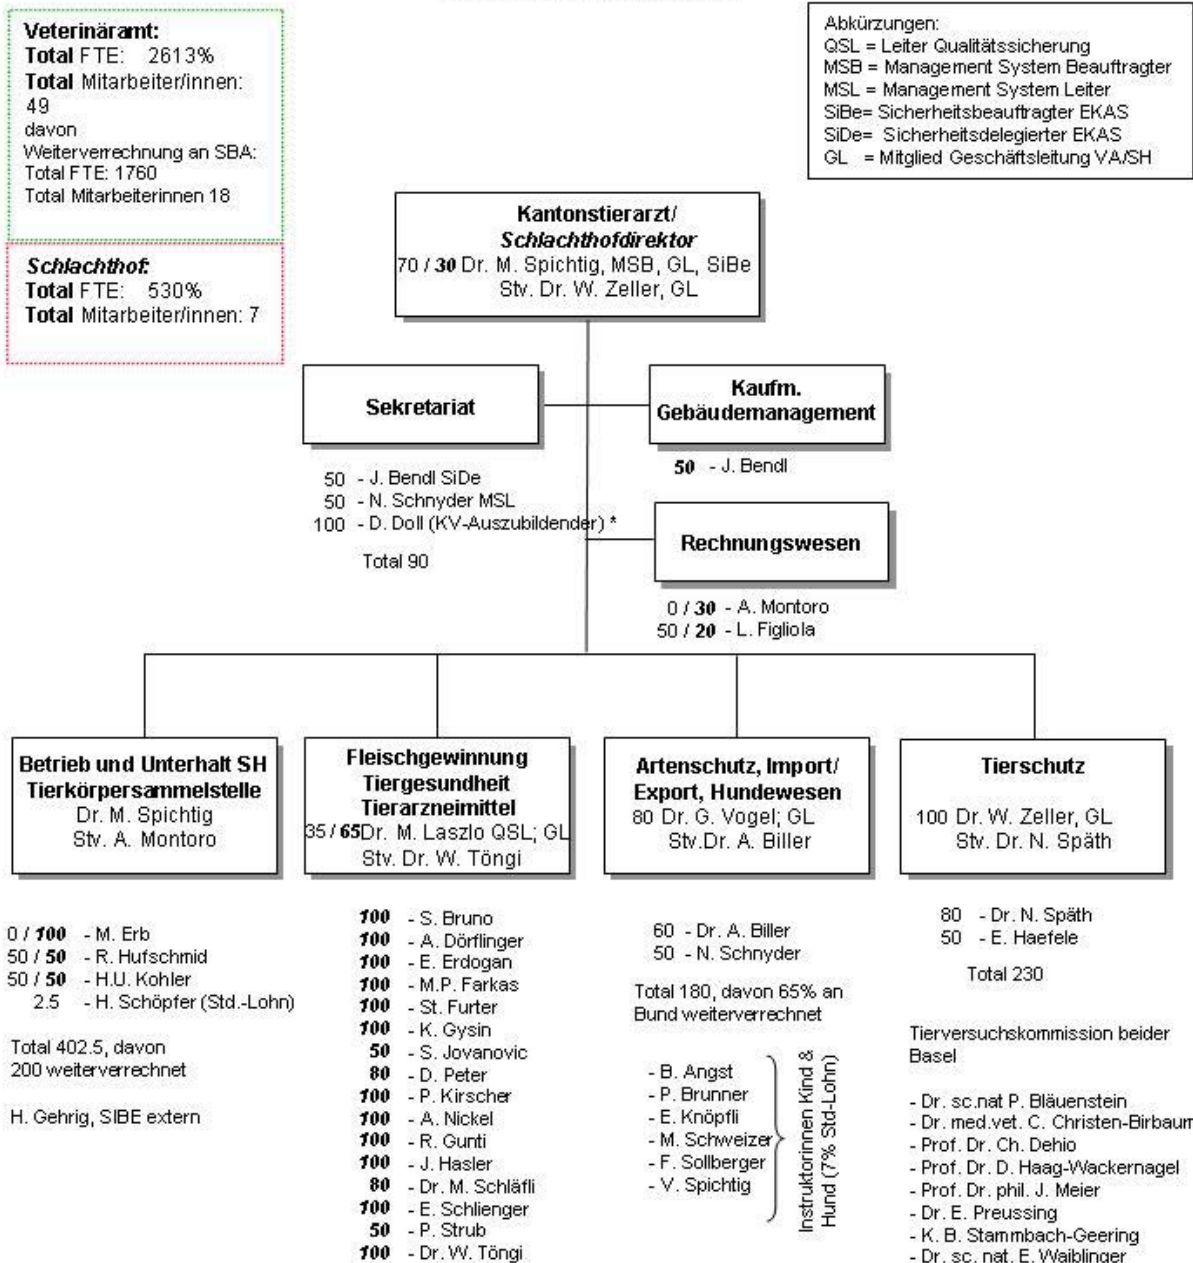 Veterinäramt:
Total FTE: 2613%
Total Mitarbeiter/innen:
49
davon
Weiterverrechnung an SBA:
Total FTE: 1760
Total Mitarbeiterinnen 18
Schlachthof:
Total FTE: 530%
Total Mitarbeiter/innen: 7
Abkürzungen:
QSL = Leiter Qualitätssicherung
MSB = Management System Beauftragter
MSL = Management System Leiter
SiBe= Sicherheitsbeauftragter EKAS
SiDe= Sicherheitsdelegierter EKAS
GL = Mitglied Geschäftsleitung VA/SH
Kantonstierarzt/
Schlachthofdirektor
70 / 30 Dr. M. Spichtig, MSB, GL, SiBe
Stv. Dr. W. Zeller, GL
Sekretariat
50 - J. Bendl SiDe
50 - N. Schnyder MSL
100 - D. Doll (KV-Auszubildender) *
Total 90
Kaufm.
Gebäudemanagement
50 - J. Bendl
Rechnungswesen
0 / 30 - A. Montoro
50 / 20 - L. Figliola
Betrieb und Unterhalt SH
Tierkörpersammelstelle
Dr. M. Spichtig
Stv. A. Montoro
0 / 100 - M. Erb
50 / 50 - R. Hufschmid
50 / 50 - H.U. Kohler
2.5 - H. Schöpfer (Std.-Lohn)
Total 402.5, davon
200 weiterverrechnet
H. Gehrig, SIBE extern
Fleischgewinnung
Tiergesundheit
Tierarzneimittel
35 / 65 Dr. M. Laszlo QSL; GL
Stv. Dr. W. Töngi
100 - S. Bruno
100 - A. Dörflinger
100 - E. Erdogan
100 - M.P. Farkas
100 - St. Furter
100 - K. Gysin
50 - S. Jovanovic
80 - D. Peter
100 - P. Kirscher
100 - A. Nickel
100 - R. Gunti
100 - J. Hasler
80 - Dr. M. Schläfli
100 - E. Schlienger
50 - P. Strub
100 - Dr. W. Töngi
Artenschutz, Import/
Export, Hundewesen
80 Dr. G. Vogel; GL
Stv.Dr. A. Biller
60 - Dr. A. Biller
50 - N. Schnyder
Total 180, davon 65% an
Bund weiterverrechnet
- B. Angst
- P. Brunner
- E. Knöpfli
- M. Schweizer
- F. Sollberger
- V. Spichtig
Instruktorinnen Kind &
Hund (7% Std-Lohn)
Tierschutz
100 Dr. W. Zeller, GL
Stv. Dr. N. Späth
80 - Dr. N. Späth
50 - E. Haefele
Total 230
Tierversuchskommission beider
Basel
- Dr. sc.nat P. Bläuenstein
- Dr. med.vet. C. Christen-Birbaum
- Prof. Dr. Ch. Dehio
- Prof. Dr. D. Haag-Wackernagel
- Prof. Dr. phil. J. Meier
- Dr. E. Preussing
- K. B. Stammbach-Geering
- Dr. sc. nat. E. Waiblinger